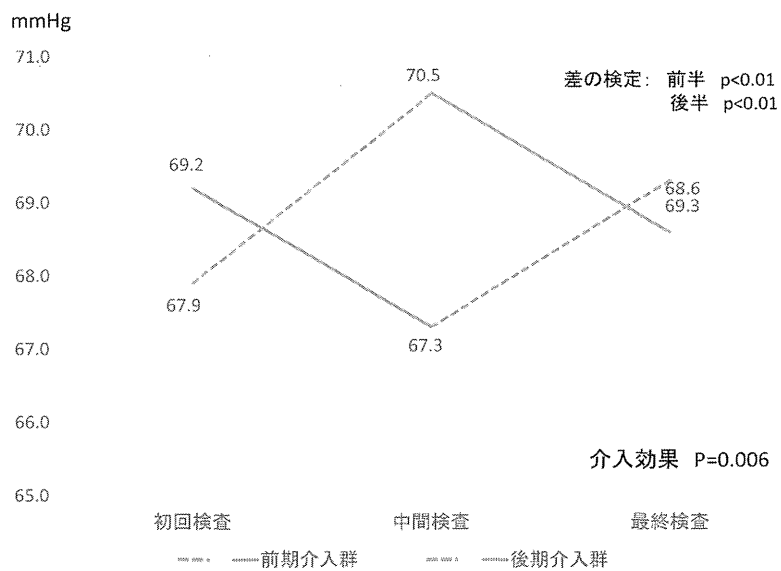 mmHg
71.0
70.0
69.0
68.0
67.0
66.0
65.0
70.5
69.2
67.9
67.3
68.6
69.3
差の検定： 前半 p<0.01
後半 p<0.01
介入効果 P=0.006
初回検査 中間検査 最終検査
前期介入群 後期介入群